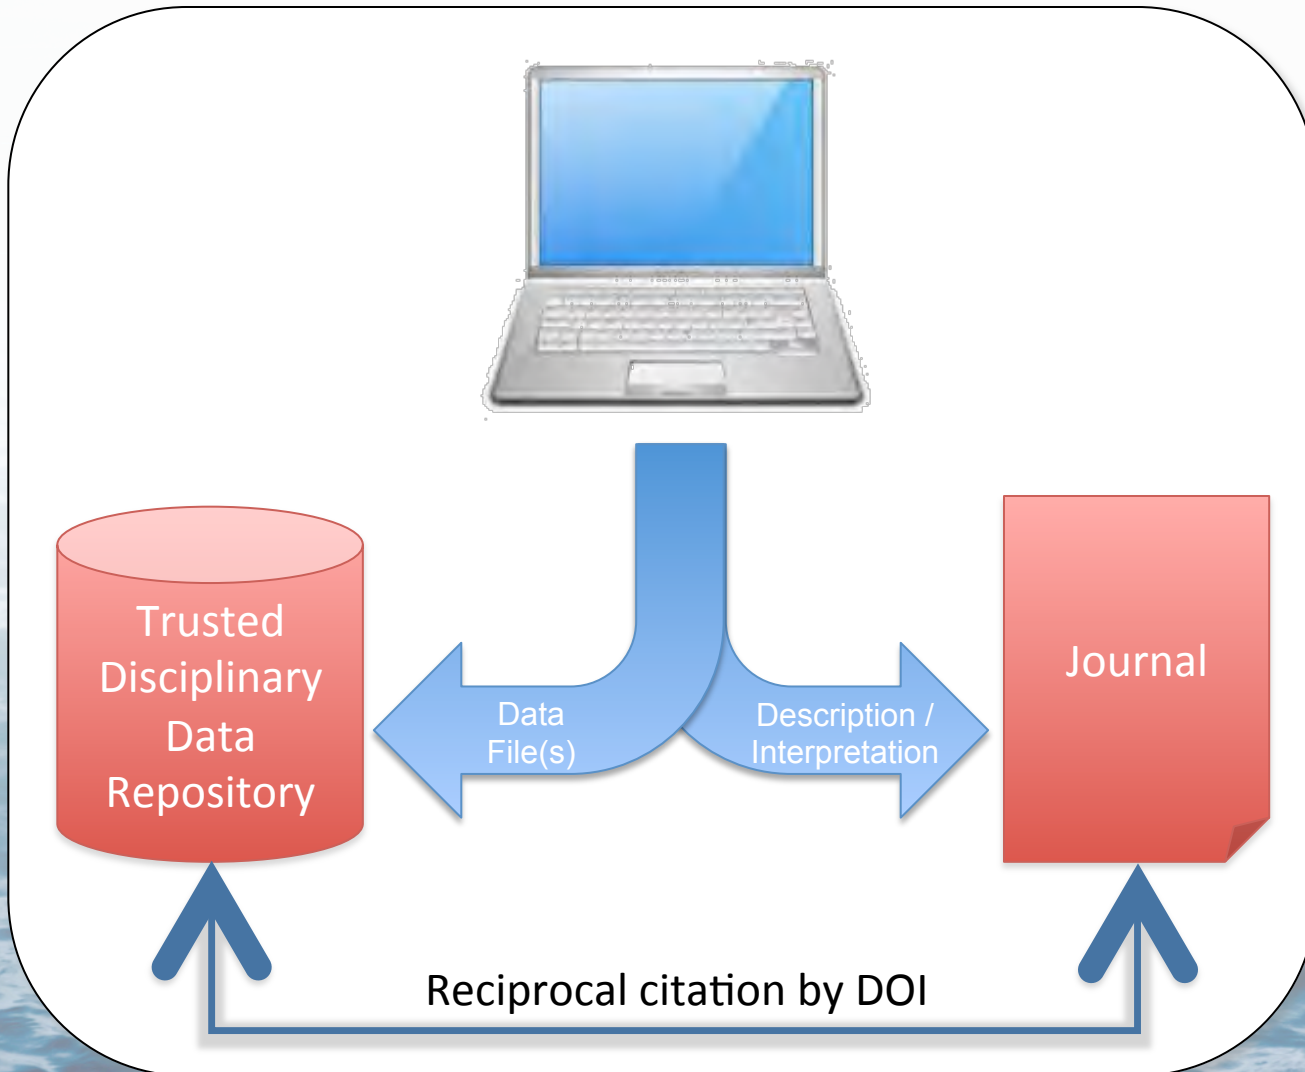 Trusted
Disciplinary
Data
Repository
Data
File(s)
Description /
Interpretation
Journal
Reciprocal citation by DOI